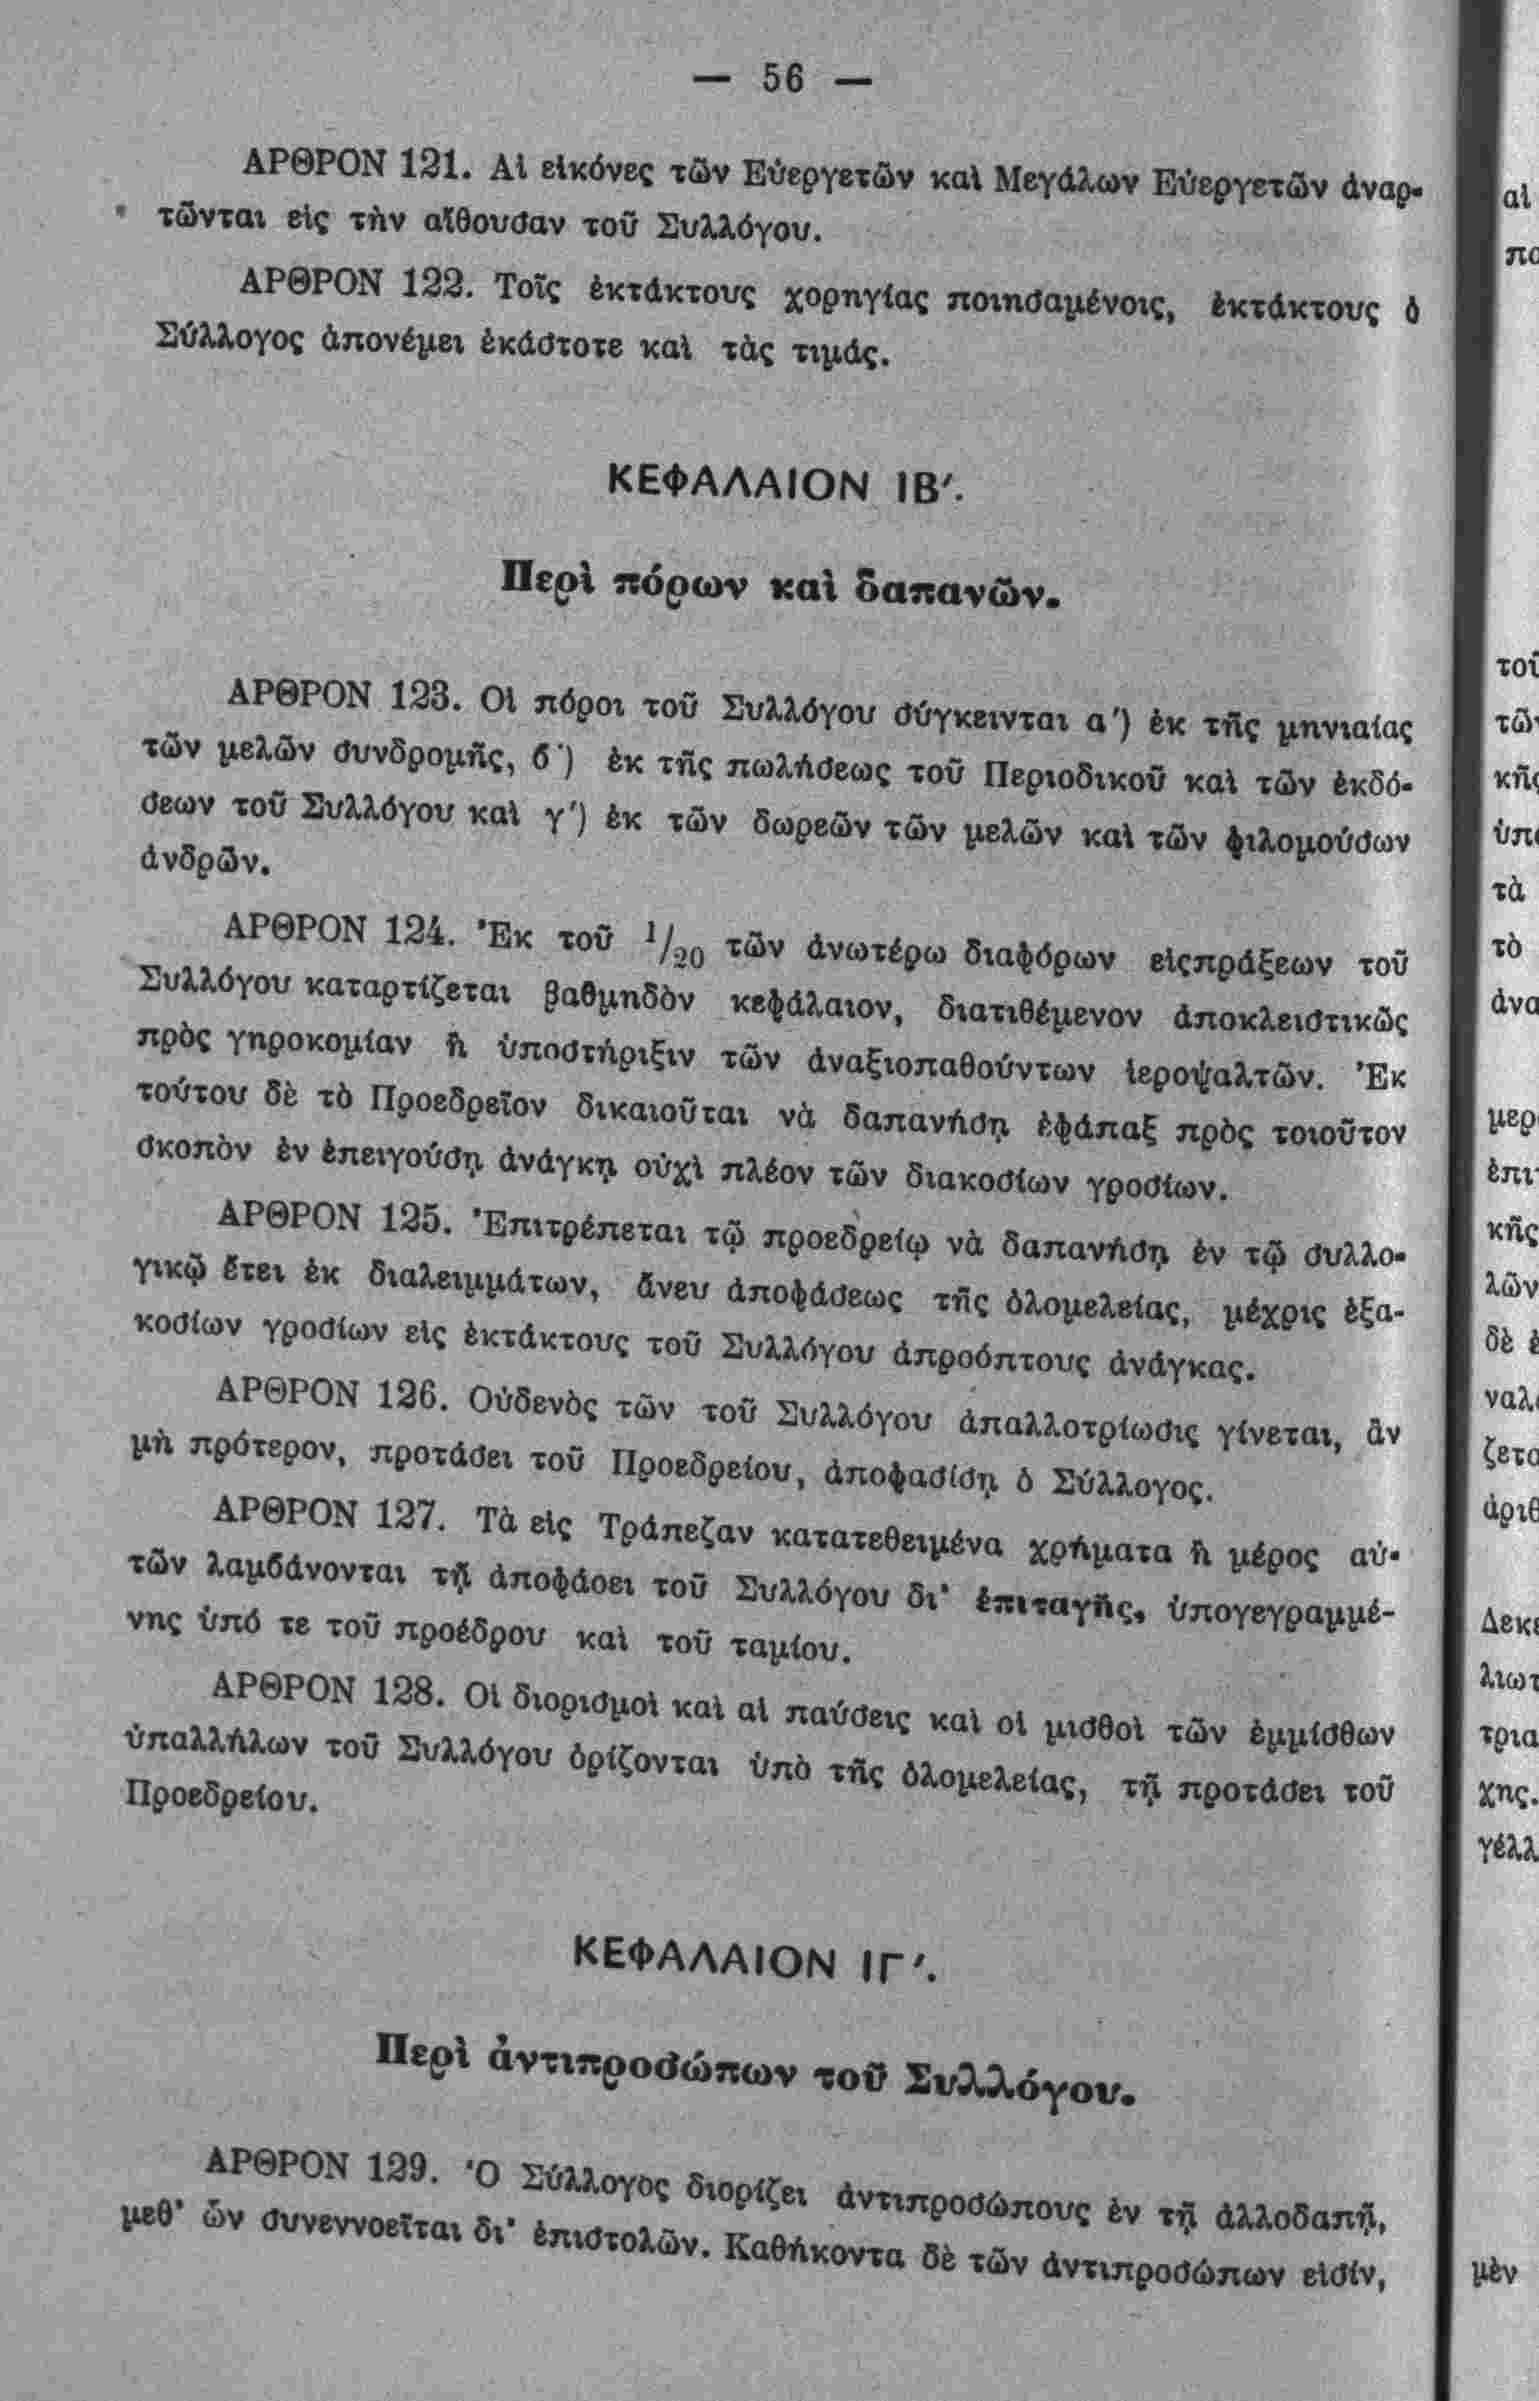 — 56 —
ΑΡΘΡΟΝ 121. Αἱ εἰκόνες τῶν Εὐεργετῶν καὶ Μεγάλων Εὐεργετῶν ἀναρ-
τῶνται εἰς τὴν αἴθουσαν τοῦ Συλλόγου.
ΑΡΘΡΟΝ 122. Τοῖς ἐκτάκτους χορηγίας ποιησαμένοις, ἐκτάκτους ὁ
Σύλλογος ἀπονέμει ἑκάστοτε καὶ τὰς τιμάς.
ΚΕΦΑΛΑΙΟΝ ΙΒ′.
Περὶ πόρων καὶ δαπανῶν.
ΑΡΘΡΟΝ 123. Οἱ πόροι τοῦ Συλλόγου σύγκεινται α′) ἐκ τῆς μηνιαίας
τῶν μελῶν συνδρομῆς, ϐ′) ἐκ τῆς πωλήσεως τοῦ Περιοδικοῦ καὶ τῶν ἐκδό-
σεων τοῦ Συλλόγου καὶ γ′) ἐκ τῶν δωρεῶν τῶν μελῶν καὶ τῶν φιλομούσων
ἀνδρῶν.
ΑΡΘΡΟΝ 124. Ἐκ τοῦ 1/20 τῶν ἀνωτέρω διαφόρων εἰςπράξεων τοῦ
Συλλόγου καταρτίζεται βαθμηδὸν κεφάλαιον, διατιθέμενον ἀποκλειστικῶς
πρὸς γηροκομίαν ἢ ὑποστήριξιν τῶν ἀναξιοπαθούντων ἱεροψαλτῶν. Ἐκ
τούτου δὲ τὸ Προεδρεῖον δικαιοῦται νὰ δαπανήσῃ ἐφάπαξ πρὸς τοιοῦτον
σκοπὸν ἐν ἐπειγούσῃ ἀνάγκῃ οὐχὶ πλέον τῶν διακοσίων γροσίων.
ΑΡΘΡΟΝ 125. Ἐπιτρέπεται τῷ προεδρείῳ νὰ δαπανήσῃ ἐν τῷ συλλο-
γικῷ ἔτει ἐκ διαλειμμάτων, ἄνευ ἀποφάσεως τῆς ὁλομελείας, μέχρις ἑξα-
κοσίων γροσίων εἰς ἐκτάκτους τοῦ Συλλόγου ἀπροόπτους ἀνάγκας.
ΑΡΘΡΟΝ 126. Οὐδενὸς τῶν τοῦ Συλλόγου ἀπαλλοτρίωσις γίνεται, ἂν
μὴ πρότερον, προτάσει τοῦ Προεδρείου, ἀποφασίσῃ ὁ Σύλλογος.
ΑΡΘΡΟΝ 127. Τὰ εἰς Τράπεζαν κατατεθειμένα χρήματα ἢ μέρος αὐ-
τῶν λαμϐάνονται τῇ ἀποφάσει τοῦ Συλλόγου δι' ἐπιταγῆς, ὑπογεγραμμέ-
νης ὑπό τε τοῦ προέδρου καὶ τοῦ ταμίου.
ΑΡΘΡΟΝ 128. Οἱ διορισμοὶ καὶ αἱ παύσεις καὶ οἱ μισθοὶ τῶν ἐμμίσθων
ὑπαλλήλων τοῦ Συλλόγου ὁρίζονται ὑπὸ τῆς ὁλομελείας, τῇ προτάσει τοῦ
Προεδρείου.
ΚΕΦΑΛΑΙΟΝ ΙΓ′.
Περὶ ἀντιπροσώπων τοῦ Συλλόγου.
ΑΡΘΡΟΝ 129. Ὁ Σύλλογος διορίζει ἀντιπροσώπους ἐν τῇ ἀλλοδαπῇ,
μεθ' ὧν συνεννοεῖται δι' ἐπιστολῶν. Καθήκοντα δὲ τῶν ἀντιπροσώπων εἰσίν,